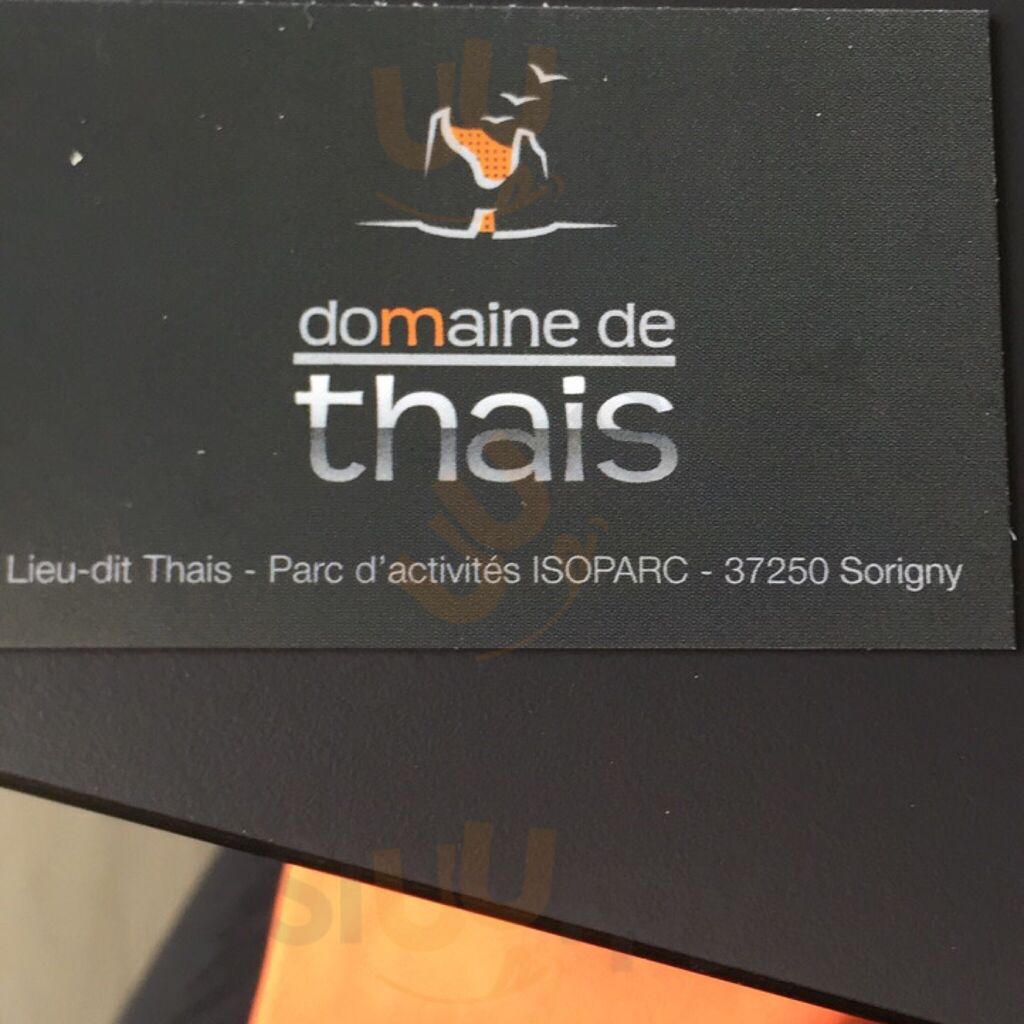 domaine de
thais
Lieu-dit Thais - Parc d'activités ISOPARC - 37250 Sorigny